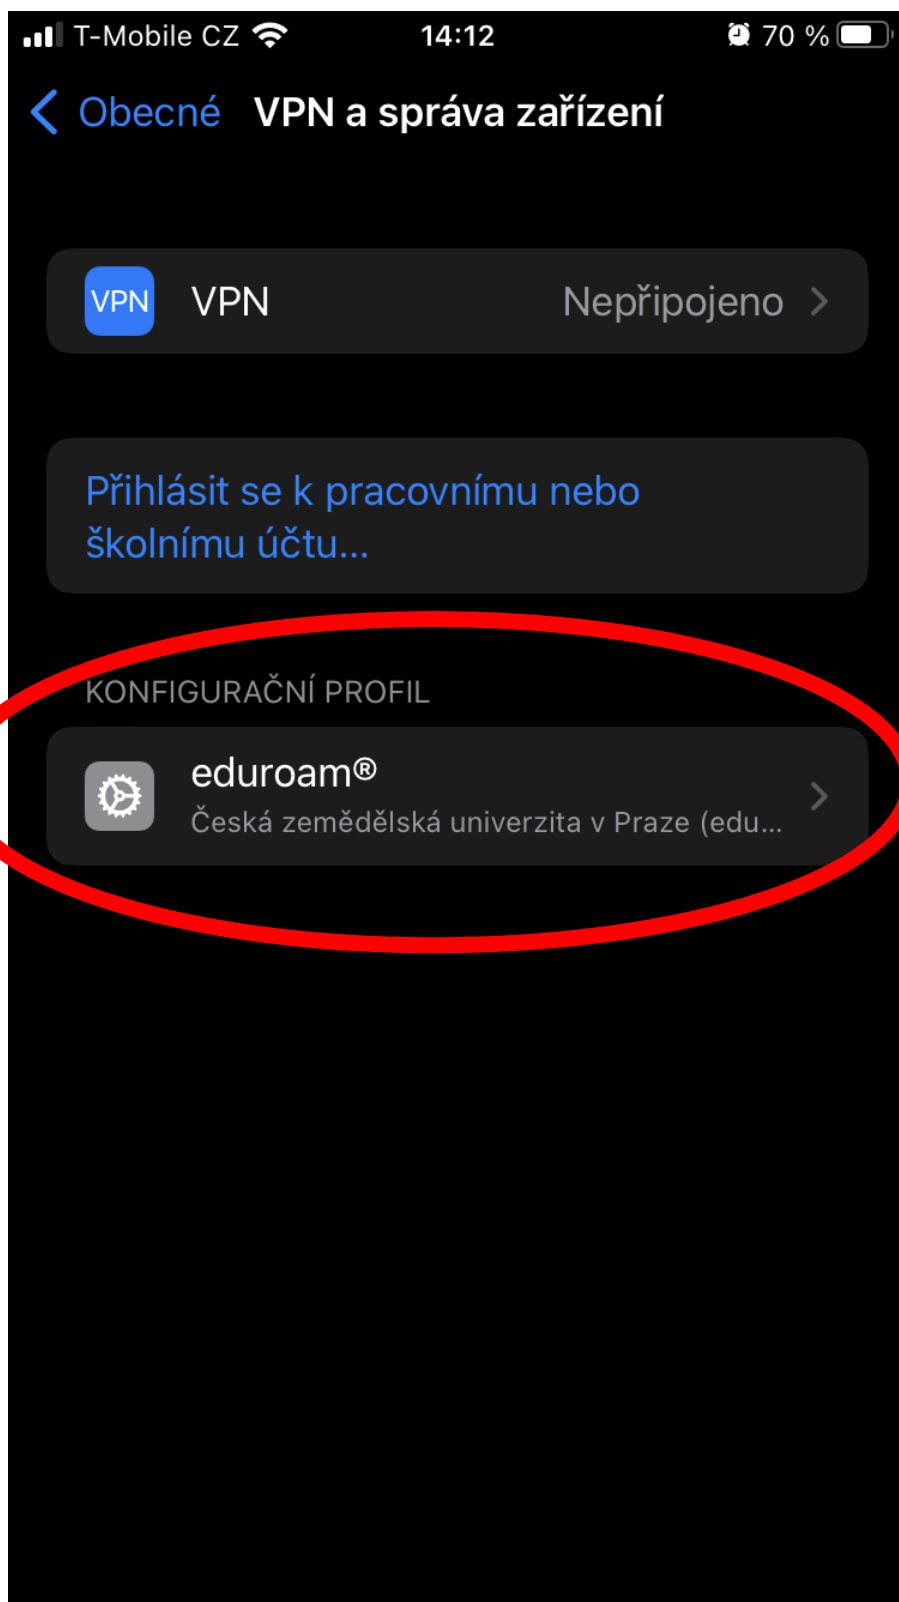 T-Mobile CZ 14:12 70 %
Obecné VPN a správa zařízení
VPN VPN Nepřipojeno
Přihlásit se k pracovnímu nebo
školnímu účtu...
KONFIGURAČNÍ PROFIL
eduroam®
Česká zemědělská univerzita v Praze (edu...